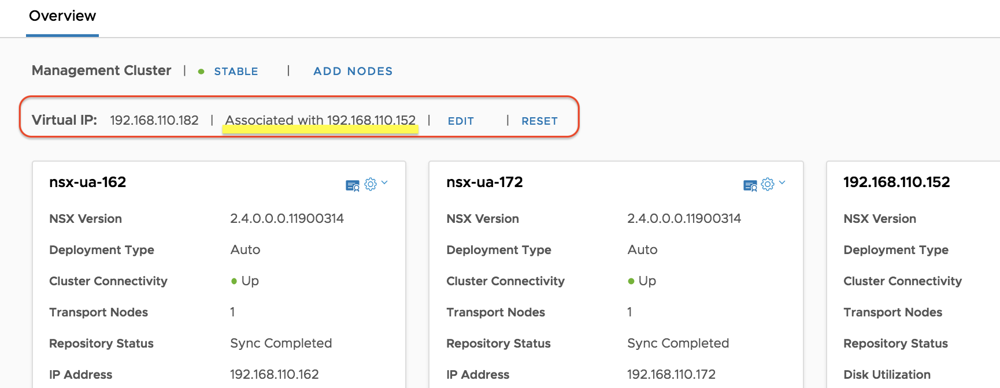 Overview
Management Cluster | STABLE | ADD NODES
Virtual IP: 192.168.110.182 | Associated with 192.168.110.152 | EDIT | RESET
nsx-ua-162
NSX Version 2.4.0.0.0.11900314
Deployment Type Auto
Cluster Connectivity Up
Transport Nodes 1
Repository Status Sync Completed
IP Address 192.168.110.162
nsx-ua-172
NSX Version 2.4.0.0.0.11900314
Deployment Type Auto
Cluster Connectivity Up
Transport Nodes 1
Repository Status Sync Completed
IP Address 192.168.110.172
192.168.110.152
NSX Version
Deployment Type
Cluster Connectivity
Transport Nodes
Repository Status
Disk Utilization